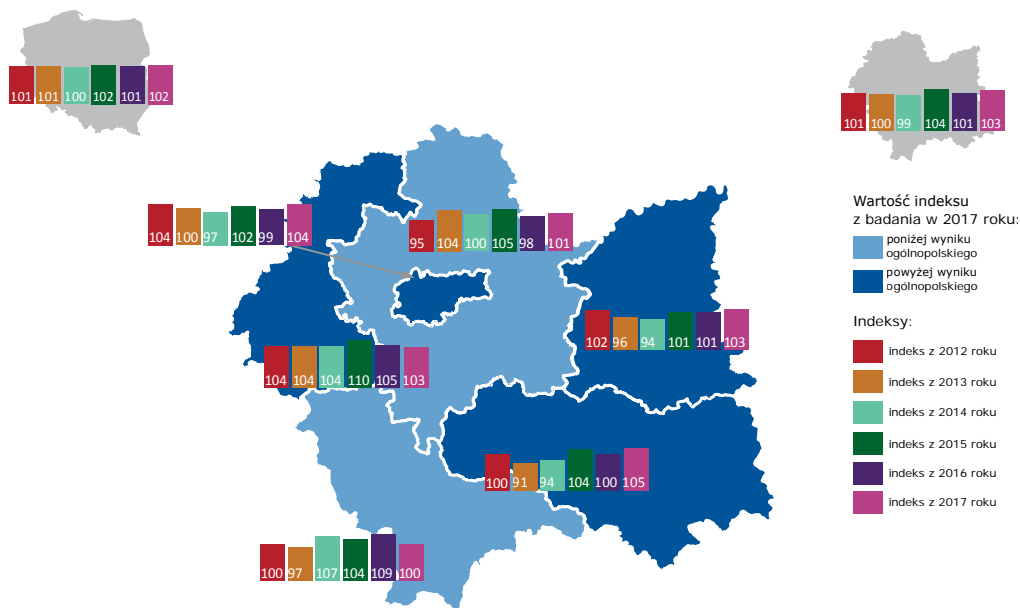 101 101 100 102 101 102
101 100 99 104 101 103
104 100 97 102 99 104
95 104 100 105 98 101
102 96 94 101 101 103
104 104 104 110 105 103
100 91 94 104 100 105
100 97 107 104 109 100
Wartość indeksu
z badania w 2017 roku:
poniżej wyniku
ogólnopolskiego
powyżej wyniku
ogólnopolskiego
Indeksy:
indeks z 2012 roku
indeks z 2013 roku
indeks z 2014 roku
indeks z 2015 roku
indeks z 2016 roku
indeks z 2017 roku